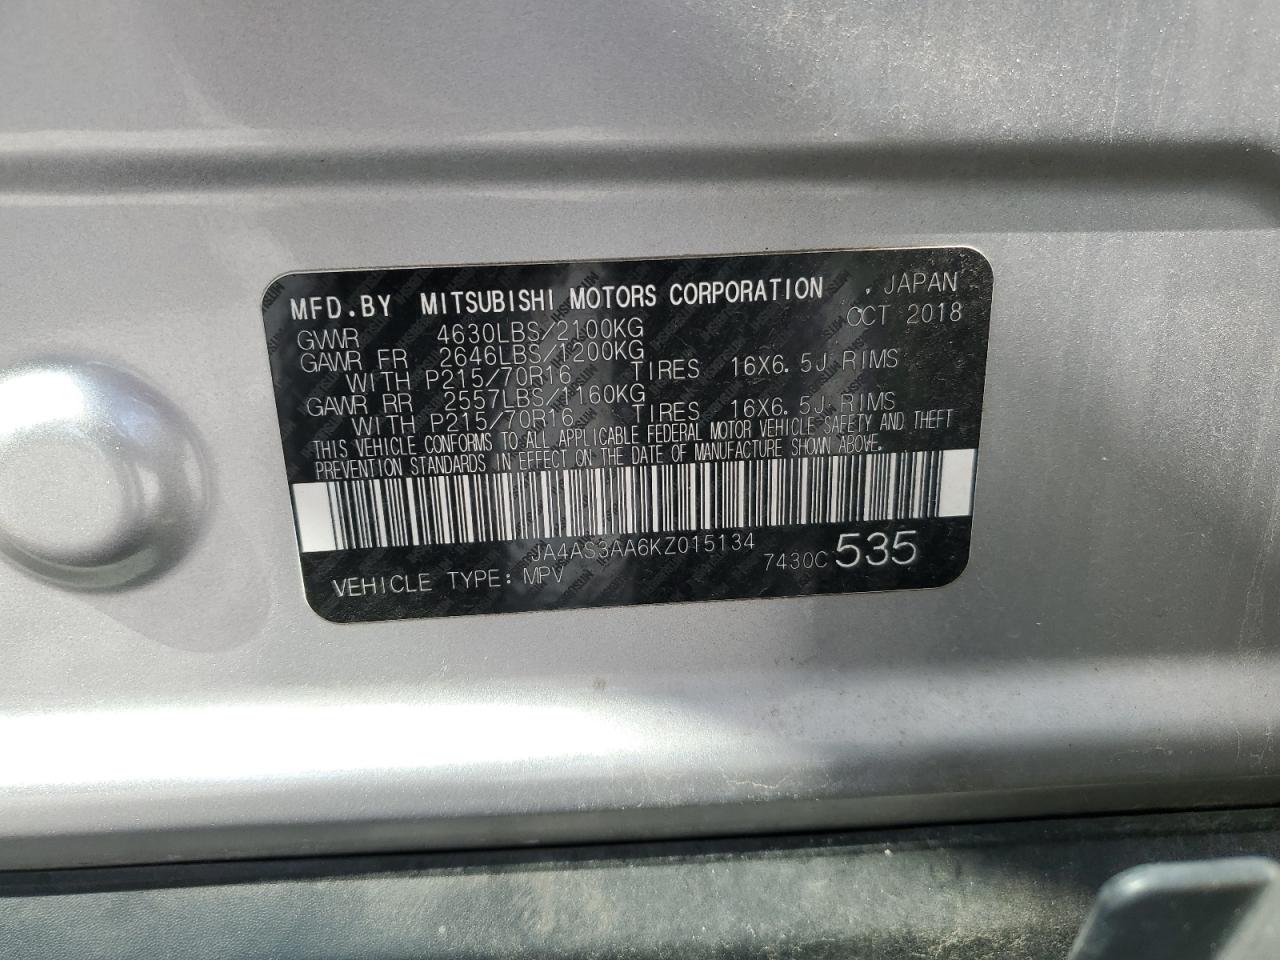 MFD.BY MITSUBISHI MOTORS CORPORATION , JAPAN
GVWR 4630LBS/2100KG OCT 2018
GAWR FR 2646LBS/1200KG
WITH P215/70R16 TIRES 16X6.5J RIMS
GAWR RR 2557LBS/1160KG
WITH P215/70R16 TIRES 16X6.5J RIMS
THIS VEHICLE CONFORMS TO ALL APPLICABLE FEDERAL MOTOR VEHICLE SAFETY AND THEFT
PREVENTION STANDARDS IN EFFECT ON THE DATE OF MANUFACTURE SHOWN ABOVE.
JA4AS3AA6KZ015134
VEHICLE TYPE: MPV 7430C 535